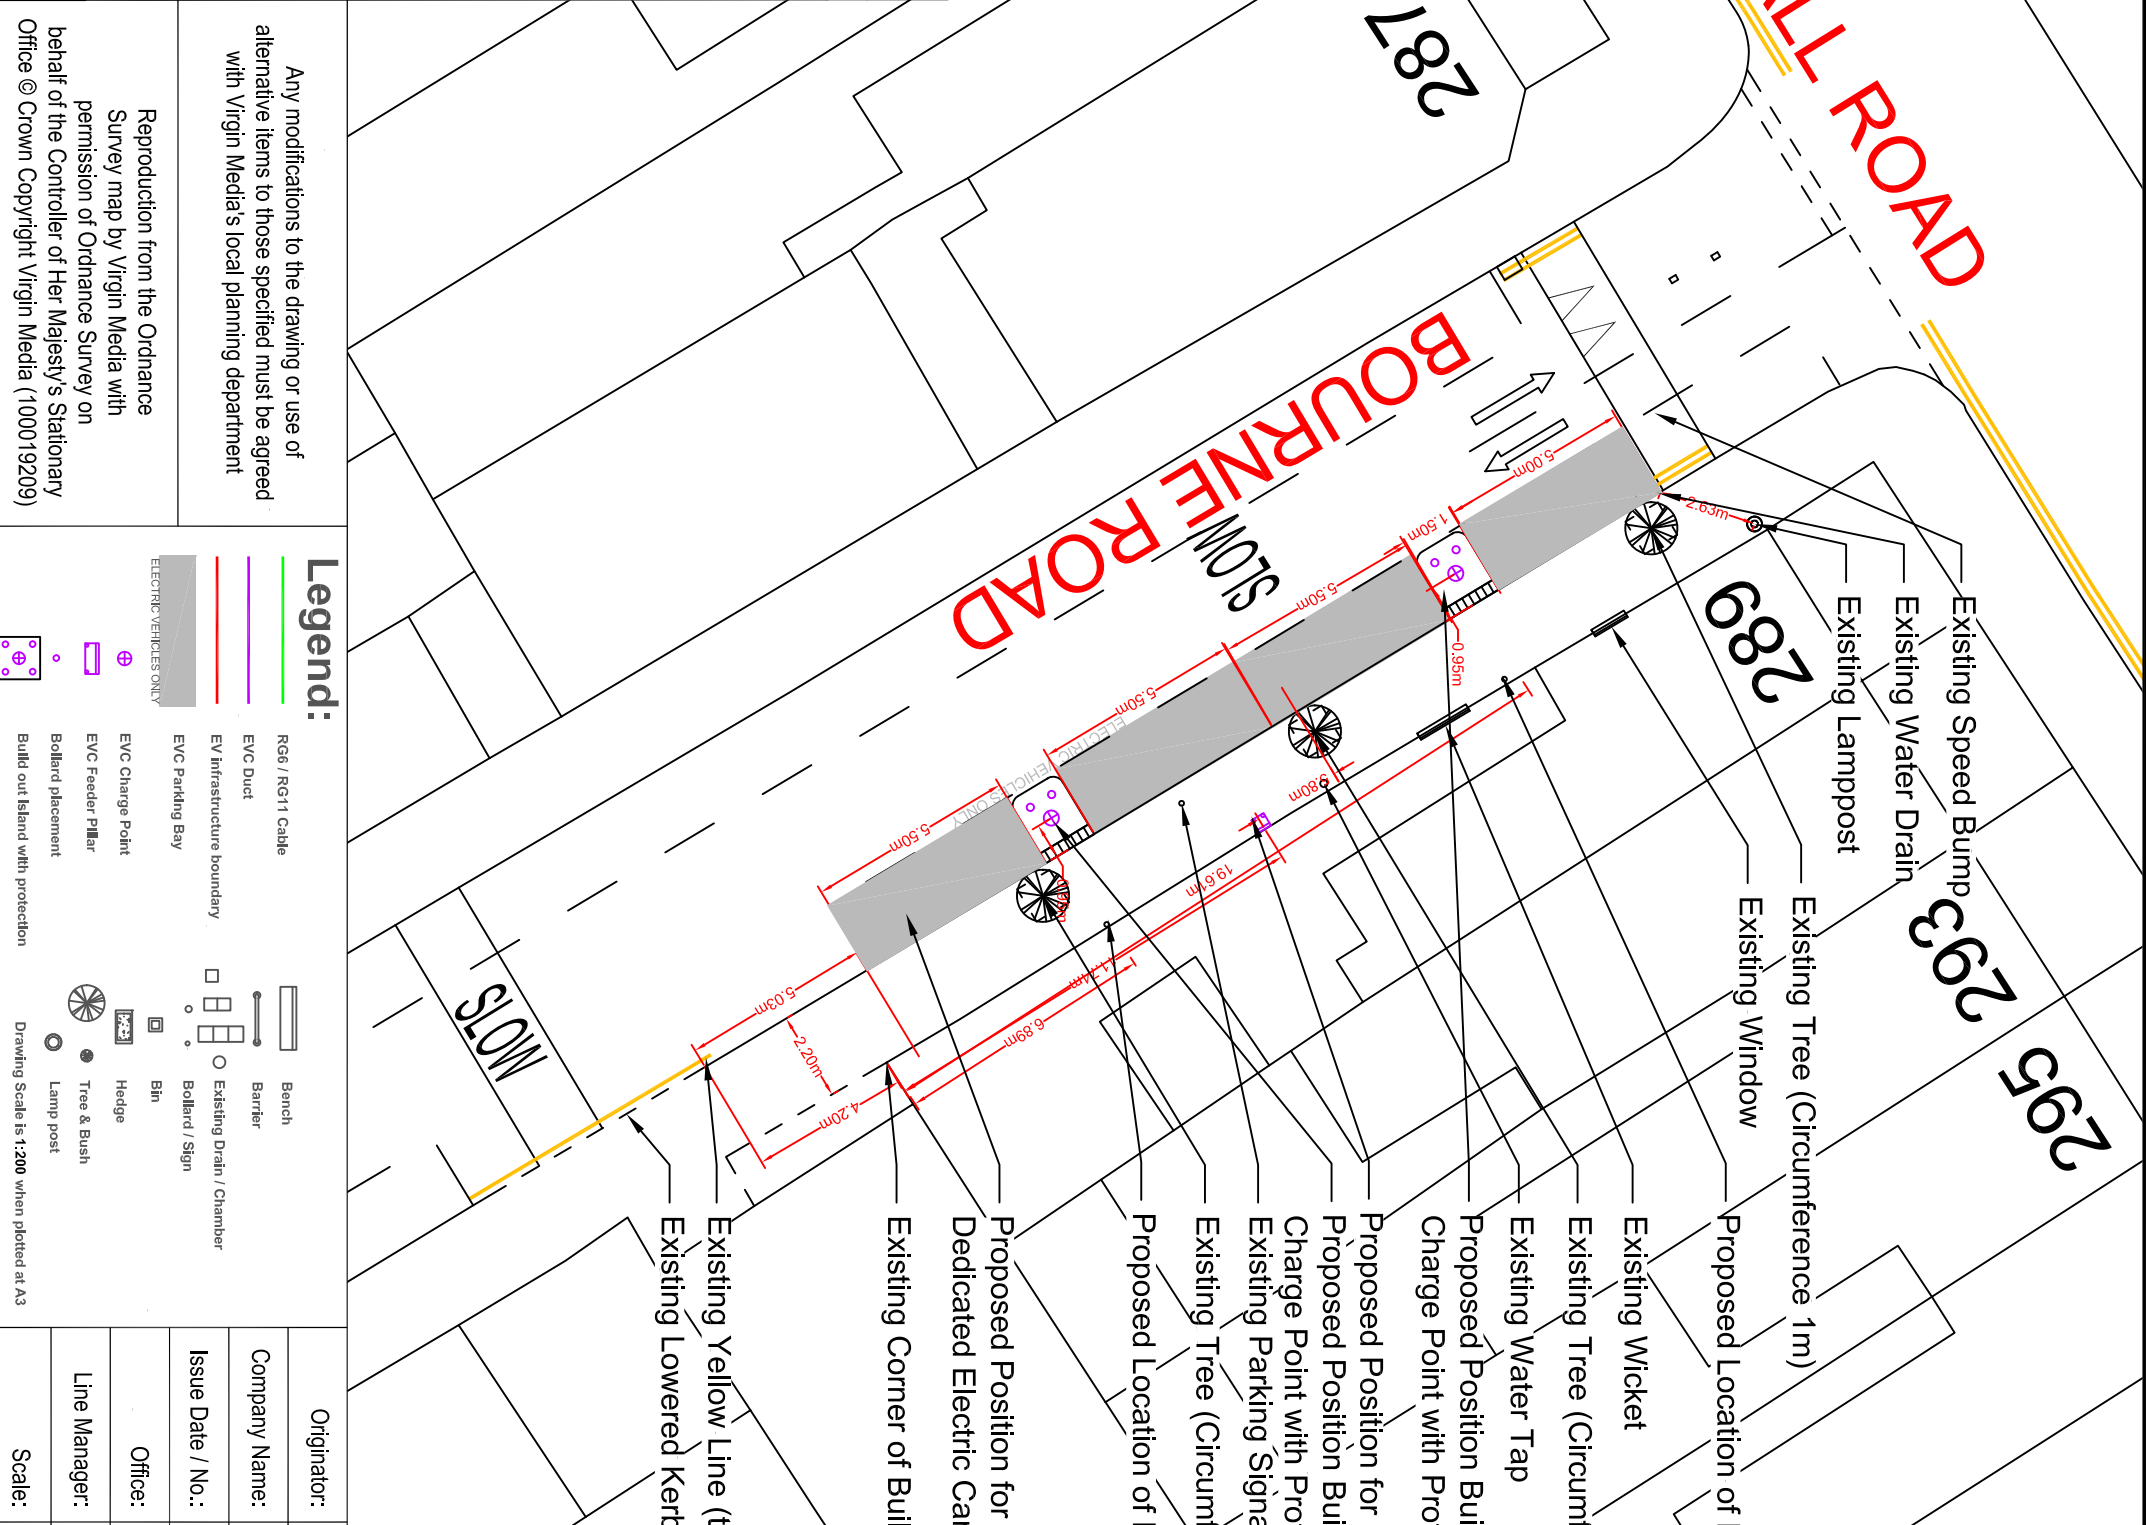 ALL ROAD
287
BOURNE ROAD
SLOW
SLOW
289
293
295
Existing Speed Bump
Existing Water Drain
Existing Lamppost
Existing Tree (Circumference 1m)
Existing Window
Proposed Location of
Existing Wicket
Existing Tree (Circumf
Existing Water Tap
Proposed Position Bui
Charge Point with Pro
Proposed Position for
Proposed Position Bui
Charge Point with Pro
Existing Parking Signa
Existing Tree (Circumf
Proposed Location of
Proposed Position for
Dedicated Electric Car
Existing Corner of Buil
Existing Yellow Line (t
Existing Lowered Kerb
5.00m
2.63m
1.50m
0.95m
5.50m
5.50m
ELECTRIC VEHICLES ONLY
5.50m
19.61m
6.89m
5.03m
2.20m
4.20m
Any modifications to the drawing or use of
alternative items to those specified must be agreed
with Virgin Media's local planning department
Reproduction from the Ordnance
Survey map by Virgin Media with
permission of Ordnance Survey on
behalf of the Controller of Her Majesty's Stationary
Office © Crown Copyright Virgin Media (100019209)
Legend:
RG6 / RG11 Cable
EVC Duct
EV infrastructure boundary
EVC Parking Bay
ELECTRIC VEHICLES ONLY
EVC Charge Point
EVC Feeder Pillar
Bollard placement
Build out Island with protection
Bench
Barrier
Existing Drain / Chamber
Bollard / Sign
Bin
Hedge
Tree & Bush
Lamp post
Drawing Scale is 1:200 when plotted at A3
Originator:
Company Name:
Issue Date / No.:
Office:
Line Manager:
Scale: